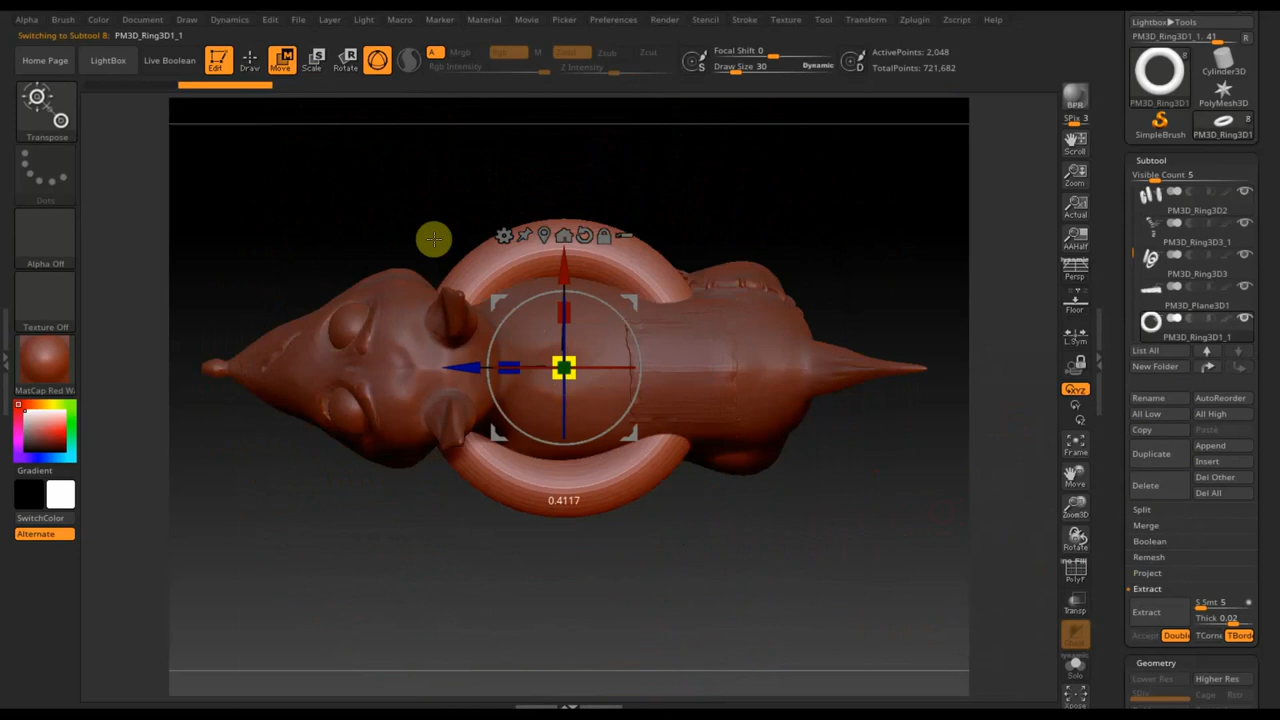 Alpha Brush Color Document Draw Dynamics Edit File Layer Light Macro Marker Material Movie Picker Preferences Render Stencil Stroke Texture Tool Transform Zplugin Zscript Help
Switching to Subtool 8: PM3D_Ring3D1_1
Home Page
LightBox
Live Boolean
Edit
Draw
Move
Scale
Rotate
A
Mrgb
Rgb
M
Zadd
Zsub
Zcut
Rgb Intensity
Z Intensity
S
Focal Shift 0
Draw Size 30
Dynamic
D
ActivePoints: 2,048
TotalPoints: 721,682
Transpose
Dots
Alpha Off
Texture Off
MatCap Red Wa
Gradient
SwitchColor
Alternate
0.4117
BPR
SPix 3
Scroll
Zoom
Actual
AAHalf
Persp
Floor
L.Sym
XYZ
Frame
Move
Zoom3D
Rotate
PolyF
Transp
Ghost
Dynamic
Solo
Xpose
Lightbox▶Tools
PM3D_Ring3D1_1. 41
R
8
PM3D_Ring3D1
Cylinder3D
PolyMesh3D
SimpleBrush
8
PM3D_Ring3D1
Subtool
Visible Count 5
PM3D_Ring3D2
PM3D_Ring3D3_1
PM3D_Ring3D3
PM3D_Plane3D1
PM3D_Ring3D1_1
List All
New Folder
Rename
AutoReorder
All Low
All High
Copy
Paste
Duplicate
Append
Insert
Delete
Del Other
Del All
Split
Merge
Boolean
Remesh
Project
Extract
Extract
S Smt 5
Thick 0.02
Accept
Double
TCorne
TBorde
Geometry
Lower Res
Higher Res
SDiv
Cage